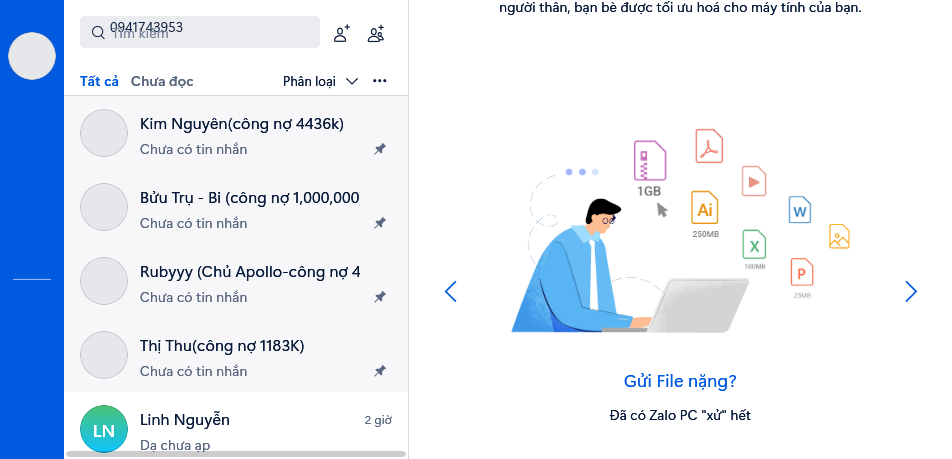 0941743953
Tìm kiếm
Tất cả Chưa đọc Phân loại
Kim Nguyên(công nợ 4436k)
Chưa có tin nhắn
Bửu Trụ - Bi (công nợ 1,000,000
Chưa có tin nhắn
Rubyyy (Chủ Apollo-công nợ 4
Chưa có tin nhắn
Thị Thu(công nợ 1183K)
Chưa có tin nhắn
Linh Nguyễn 2 giờ
LN
Dạ chưa ạp
người thân, bạn bè được tối ưu hoá cho máy tính của bạn.
1GB
Ai
250MB
W
X
100MB
P
25MB
Gửi File nặng?
Đã có Zalo PC "xử" hết